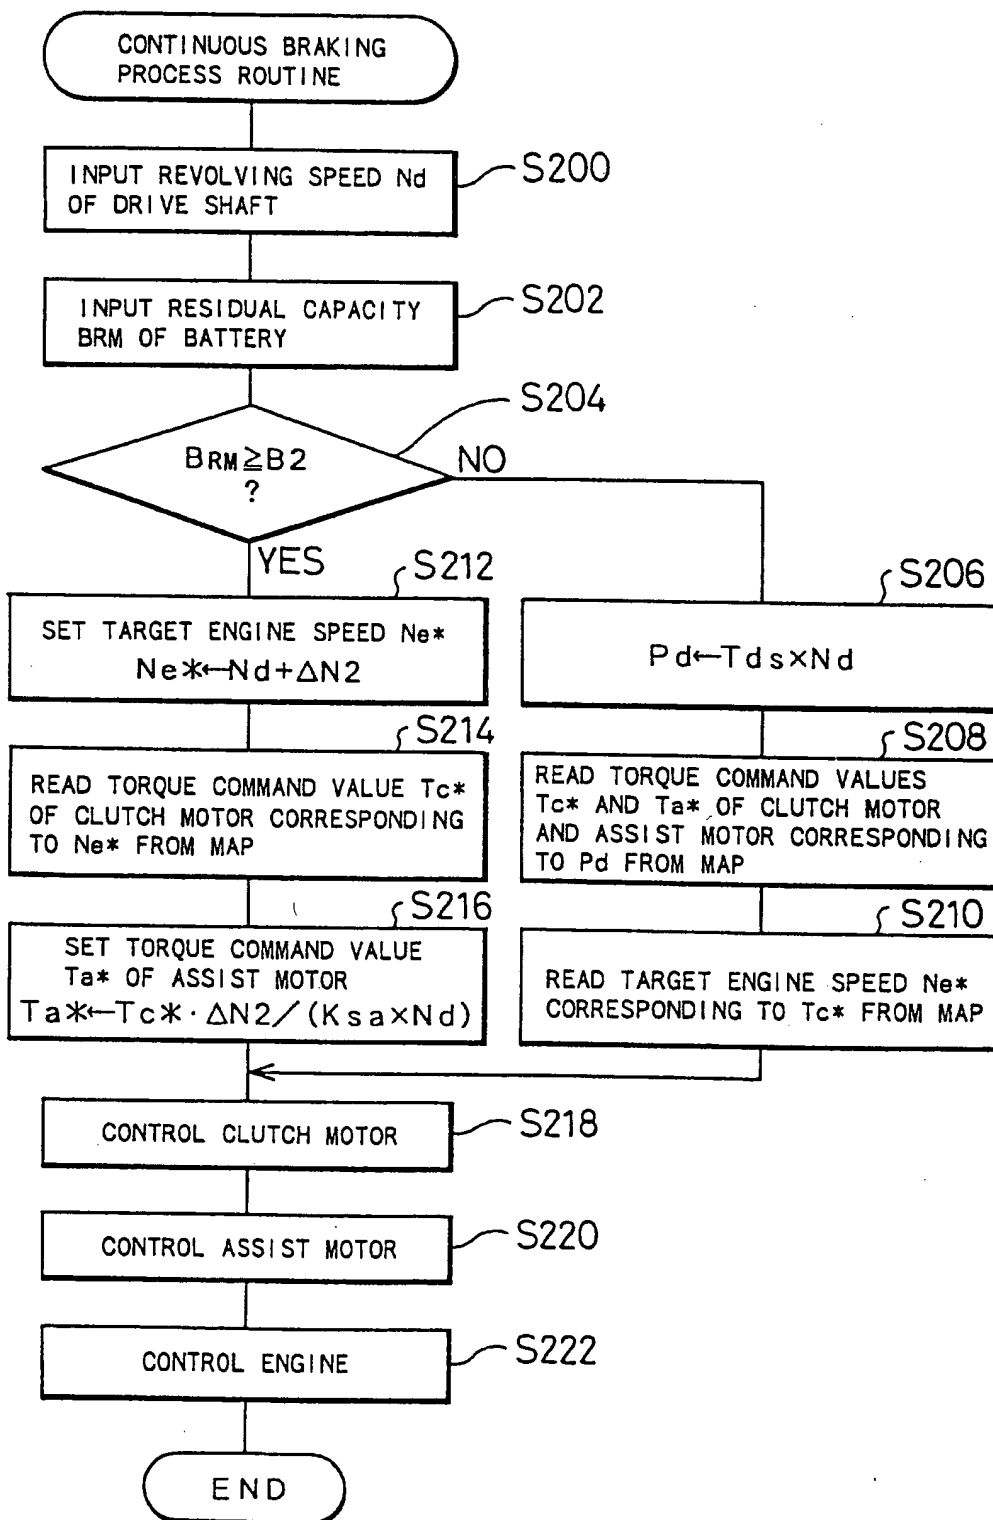 CONTINUOUS BRAKING
PROCESS ROUTINE
INPUT REVOLVING SPEED Nd
OF DRIVE SHAFT
S200
INPUT RESIDUAL CAPACITY
BRM OF BATTERY
S202
BRM≧B2
?
S204
NO
YES
S212
SET TARGET ENGINE SPEED Ne*
Ne*←Nd+ΔN2
S214
READ TORQUE COMMAND VALUE Tc*
OF CLUTCH MOTOR CORRESPONDING
TO Ne* FROM MAP
S216
SET TORQUE COMMAND VALUE
Ta* OF ASSIST MOTOR
Ta*←Tc*·ΔN2/(Ksa×Nd)
S206
Pd←Tds×Nd
S208
READ TORQUE COMMAND VALUES
Tc* AND Ta* OF CLUTCH MOTOR
AND ASSIST MOTOR CORRESPONDING
TO Pd FROM MAP
S210
READ TARGET ENGINE SPEED Ne*
CORRESPONDING TO Tc* FROM MAP
CONTROL CLUTCH MOTOR
S218
CONTROL ASSIST MOTOR
S220
CONTROL ENGINE
S222
END